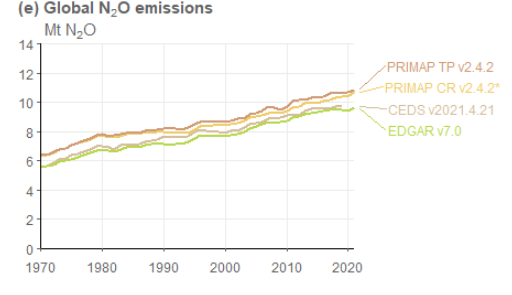 (e) Global N₂O emissions
Mt N₂O
14
12
10
8
6
4
2
0
1970 1980 1990 2000 2010 2020
PRIMAP TP v2.4.2
PRIMAP CR v2.4.2*
CEDS v2021.4.21
EDGAR v7.0